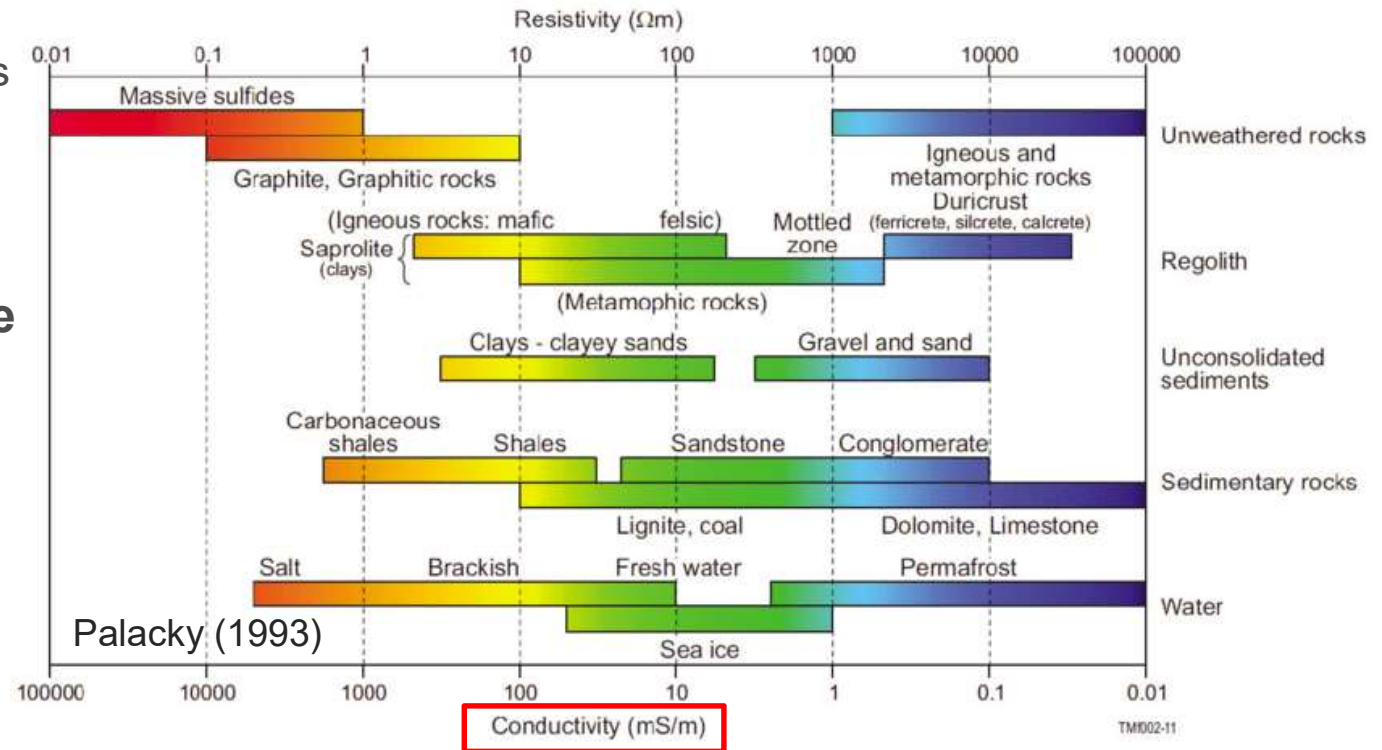 Resistivity (Ωm)
0.01 0.1 1 10 100 1000 10000 100000
s
Massive sulfides
Unweathered rocks
Graphite, Graphitic rocks
Igneous and
metamorphic rocks
Duricrust
(ferricrete, silcrete, calcrete)
(Igneous rocks: mafic felsic)
Mottled
zone
Saprolite
(clays)
Regolith
(Metamophic rocks)
e
Clays - clayey sands
Gravel and sand
Unconsolidated
sediments
Carbonaceous
shales
Shales
Sandstone
Conglomerate
Sedimentary rocks
Lignite, coal
Dolomite, Limestone
Salt
Brackish
Fresh water
Permafrost
Water
Palacky (1993)
Sea ice
100000 10000 1000 100 10 1 0.1 0.01
Conductivity (mS/m)
TMf002-11